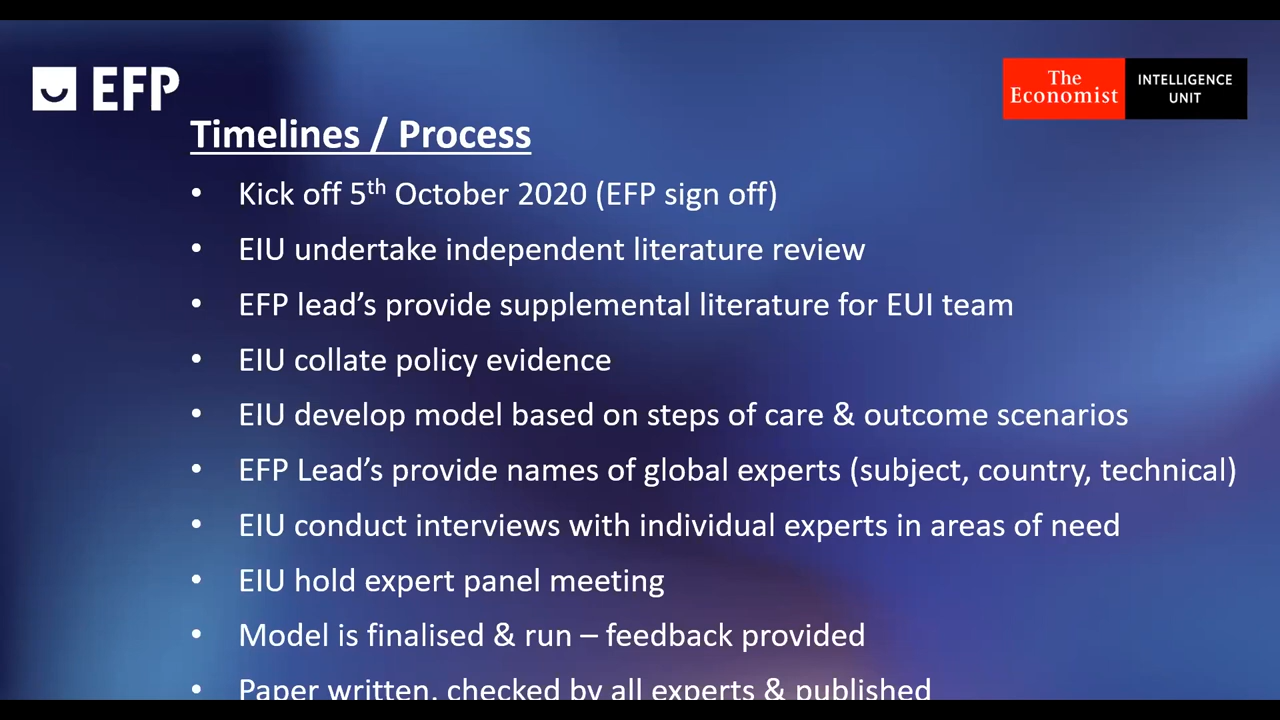 EFP
The Economist
INTELLIGENCE UNIT
Timelines / Process
• Kick off 5th October 2020 (EFP sign off)
• EIU undertake independent literature review
• EFP lead’s provide supplemental literature for EUI team
• EIU collate policy evidence
• EIU develop model based on steps of care & outcome scenarios
• EFP Lead’s provide names of global experts (subject, country, technical)
• EIU conduct interviews with individual experts in areas of need
• EIU hold expert panel meeting
• Model is finalised & run – feedback provided
• Paper written, checked by all experts & published